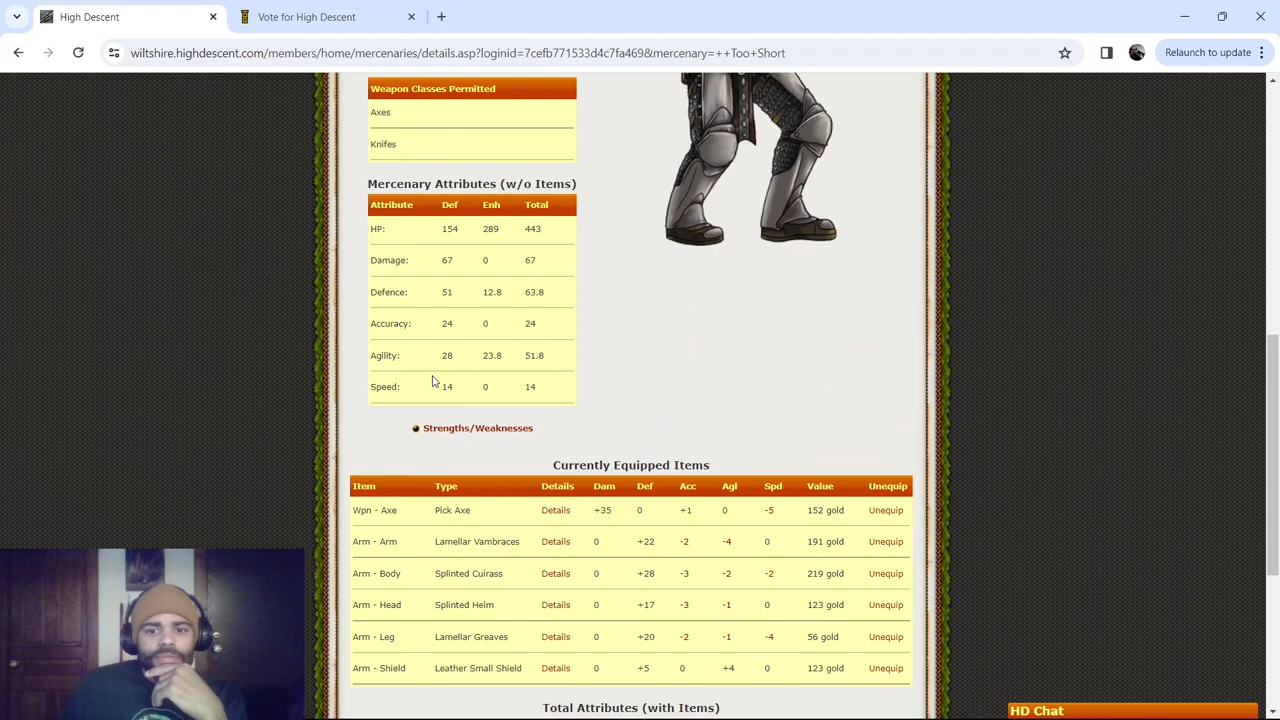 High Descent
Vote for High Descent
wiltshire.highdescent.com/members/home/mercenaries/details.asp?loginid=7cefb771533d4c7fa469&mercenary=++Too+Short
Relaunch to update
Weapon Classes Permitted
Axes
Knifes
Mercenary Attributes (w/o Items)
Attribute Def Enh Total
HP: 154 289 443
Damage: 67 0 67
Defence: 51 12.8 63.8
Accuracy: 24 0 24
Agility: 28 23.8 51.8
Speed: 14 0 14
Strengths/Weaknesses
Currently Equipped Items
Item Type Details Dam Def Acc Agl Spd Value Unequip
Wpn - Axe Pick Axe Details +35 0 +1 0 -5 152 gold Unequip
Arm - Arm Lamellar Vambraces Details 0 +22 -2 -4 0 191 gold Unequip
Arm - Body Splinted Cuirass Details 0 +28 -3 -2 -2 219 gold Unequip
Arm - Head Splinted Helm Details 0 +17 -3 -1 0 123 gold Unequip
Arm - Leg Lamellar Greaves Details 0 +20 -2 -1 -4 56 gold Unequip
Arm - Shield Leather Small Shield Details 0 +5 0 +4 0 123 gold Unequip
Total Attributes (with Items)
HD Chat